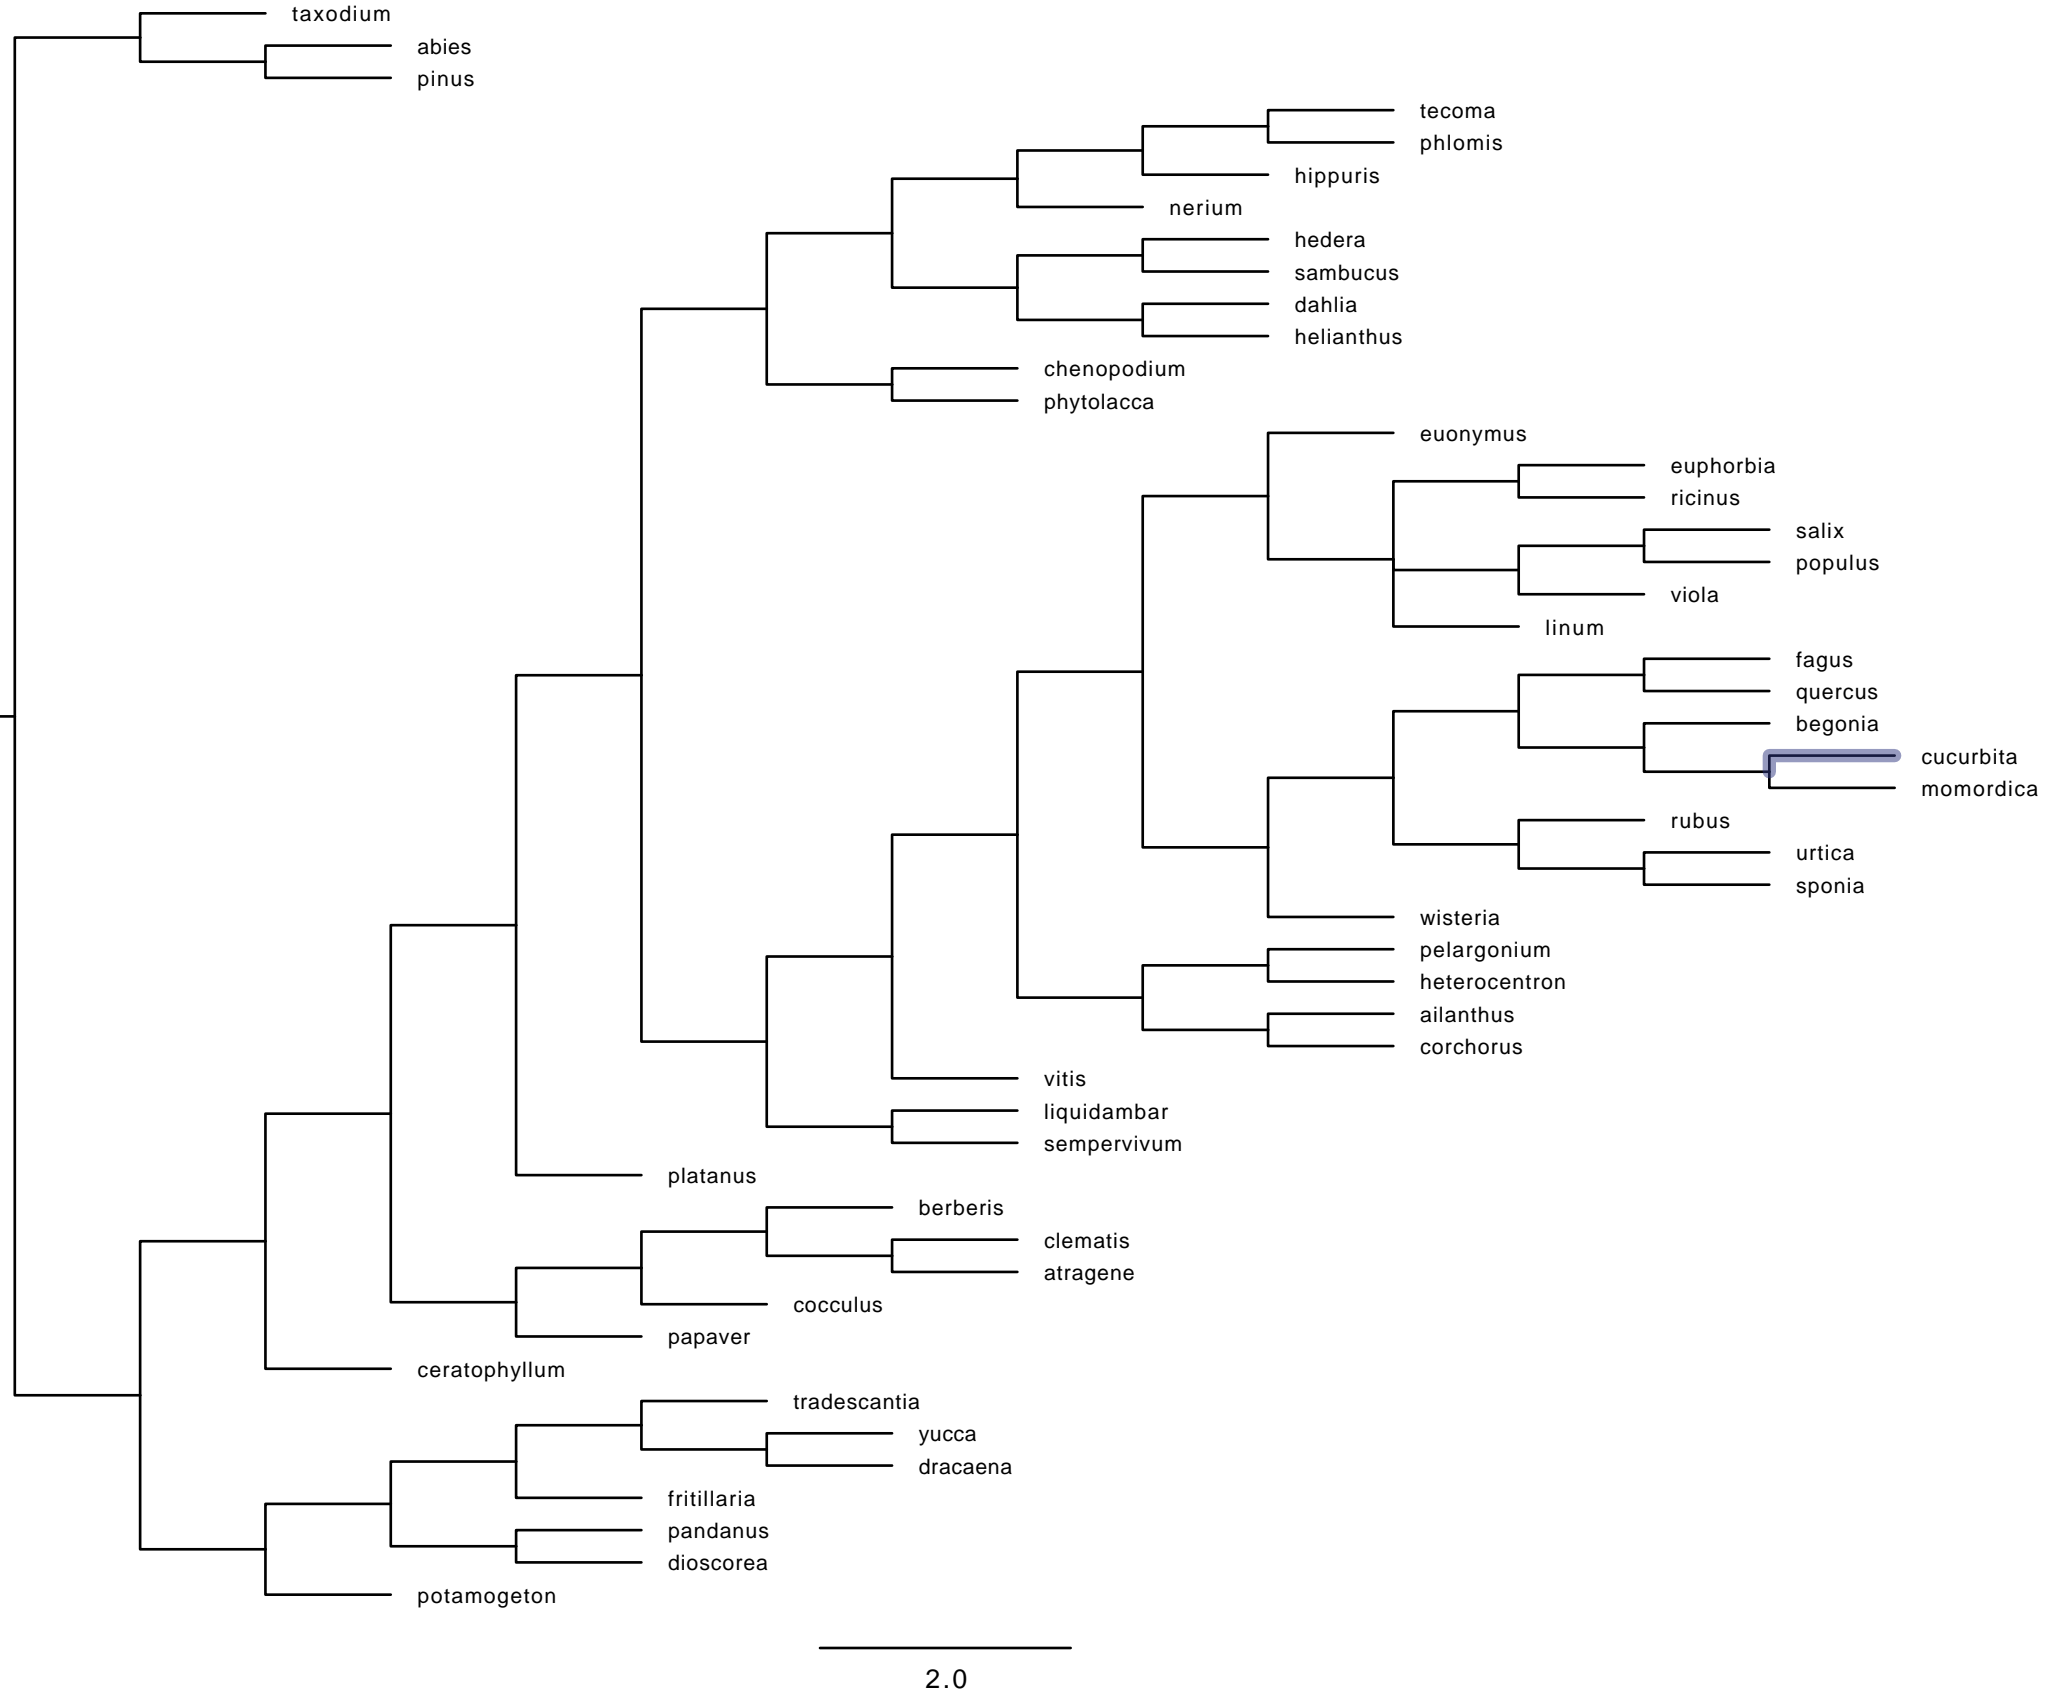 taxodium
abies
pinus
tecoma
phlomis
hippuris
nerium
hedera
sambucus
dahlia
helianthus
chenopodium
phytolacca
euonymus
euphorbia
ricinus
salix
populus
viola
linum
fagus
quercus
begonia
cucurbita
momordica
rubus
urtica
sponia
wisteria
pelargonium
heterocentron
ailanthus
corchorus
vitis
liquidambar
sempervivum
platanus
berberis
clematis
atragene
cocculus
papaver
ceratophyllum
tradescantia
yucca
dracaena
fritillaria
pandanus
dioscorea
potamogeton
2.0